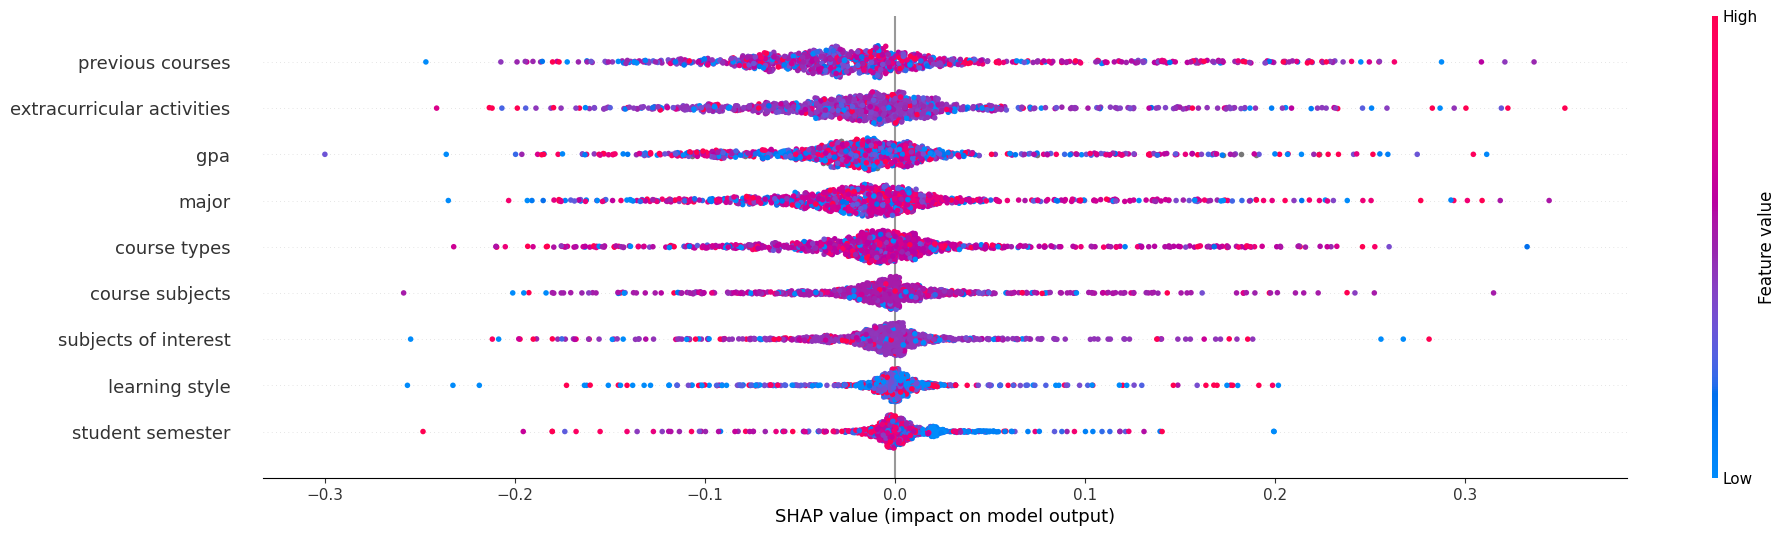 High
previous courses
extracurricular activities
gpa
major
course types
course subjects
subjects of interest
learning style
student semester
Feature value
Low
−0.3
−0.2
−0.1
0.0
0.1
0.2
0.3
SHAP value (impact on model output)